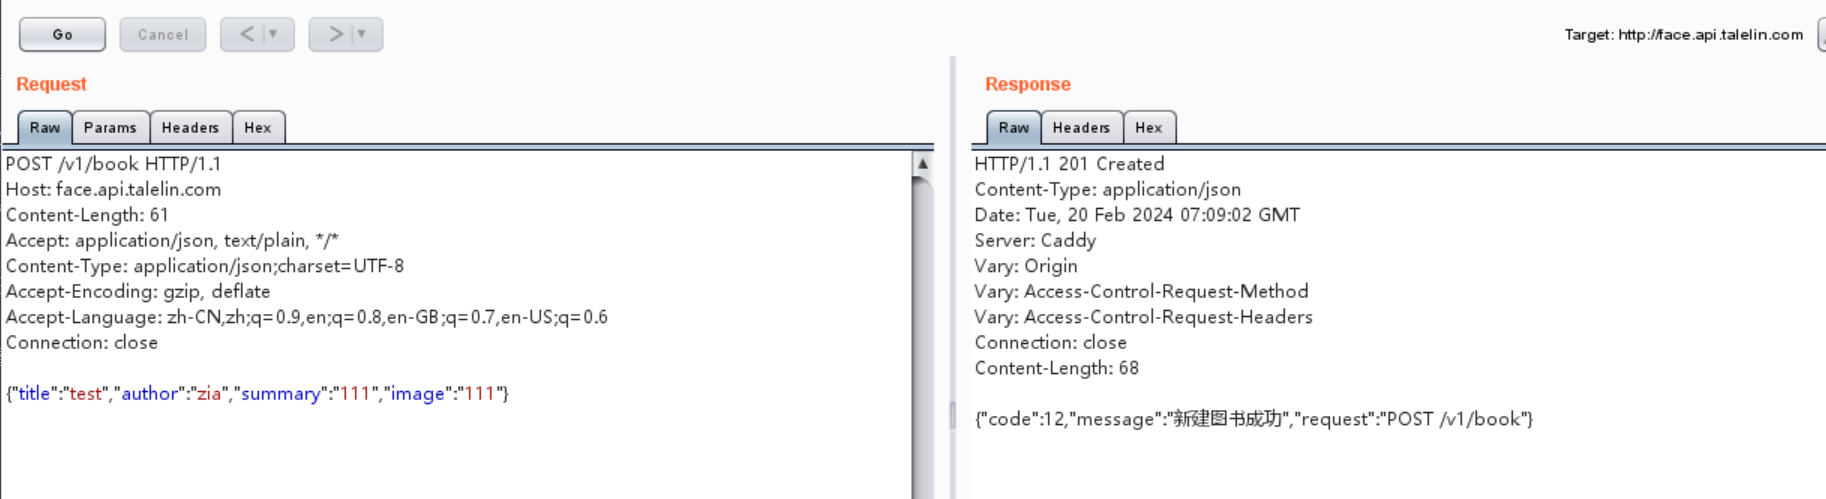 Go
Cancel
<
>
Target: http://face.api.talelin.com
Request
Raw
Params
Headers
Hex
POST /v1/book HTTP/1.1
Host: face.api.talelin.com
Content-Length: 61
Accept: application/json, text/plain, */*
Content-Type: application/json;charset=UTF-8
Accept-Encoding: gzip, deflate
Accept-Language: zh-CN,zh;q=0.9,en;q=0.8,en-GB;q=0.7,en-US;q=0.6
Connection: close
{"title":"test","author":"zia","summary":"111","image":"111"}
Response
Raw
Headers
Hex
HTTP/1.1 201 Created
Content-Type: application/json
Date: Tue, 20 Feb 2024 07:09:02 GMT
Server: Caddy
Vary: Origin
Vary: Access-Control-Request-Method
Vary: Access-Control-Request-Headers
Connection: close
Content-Length: 68
{"code":12,"message":"新建图书成功","request":"POST /v1/book"}